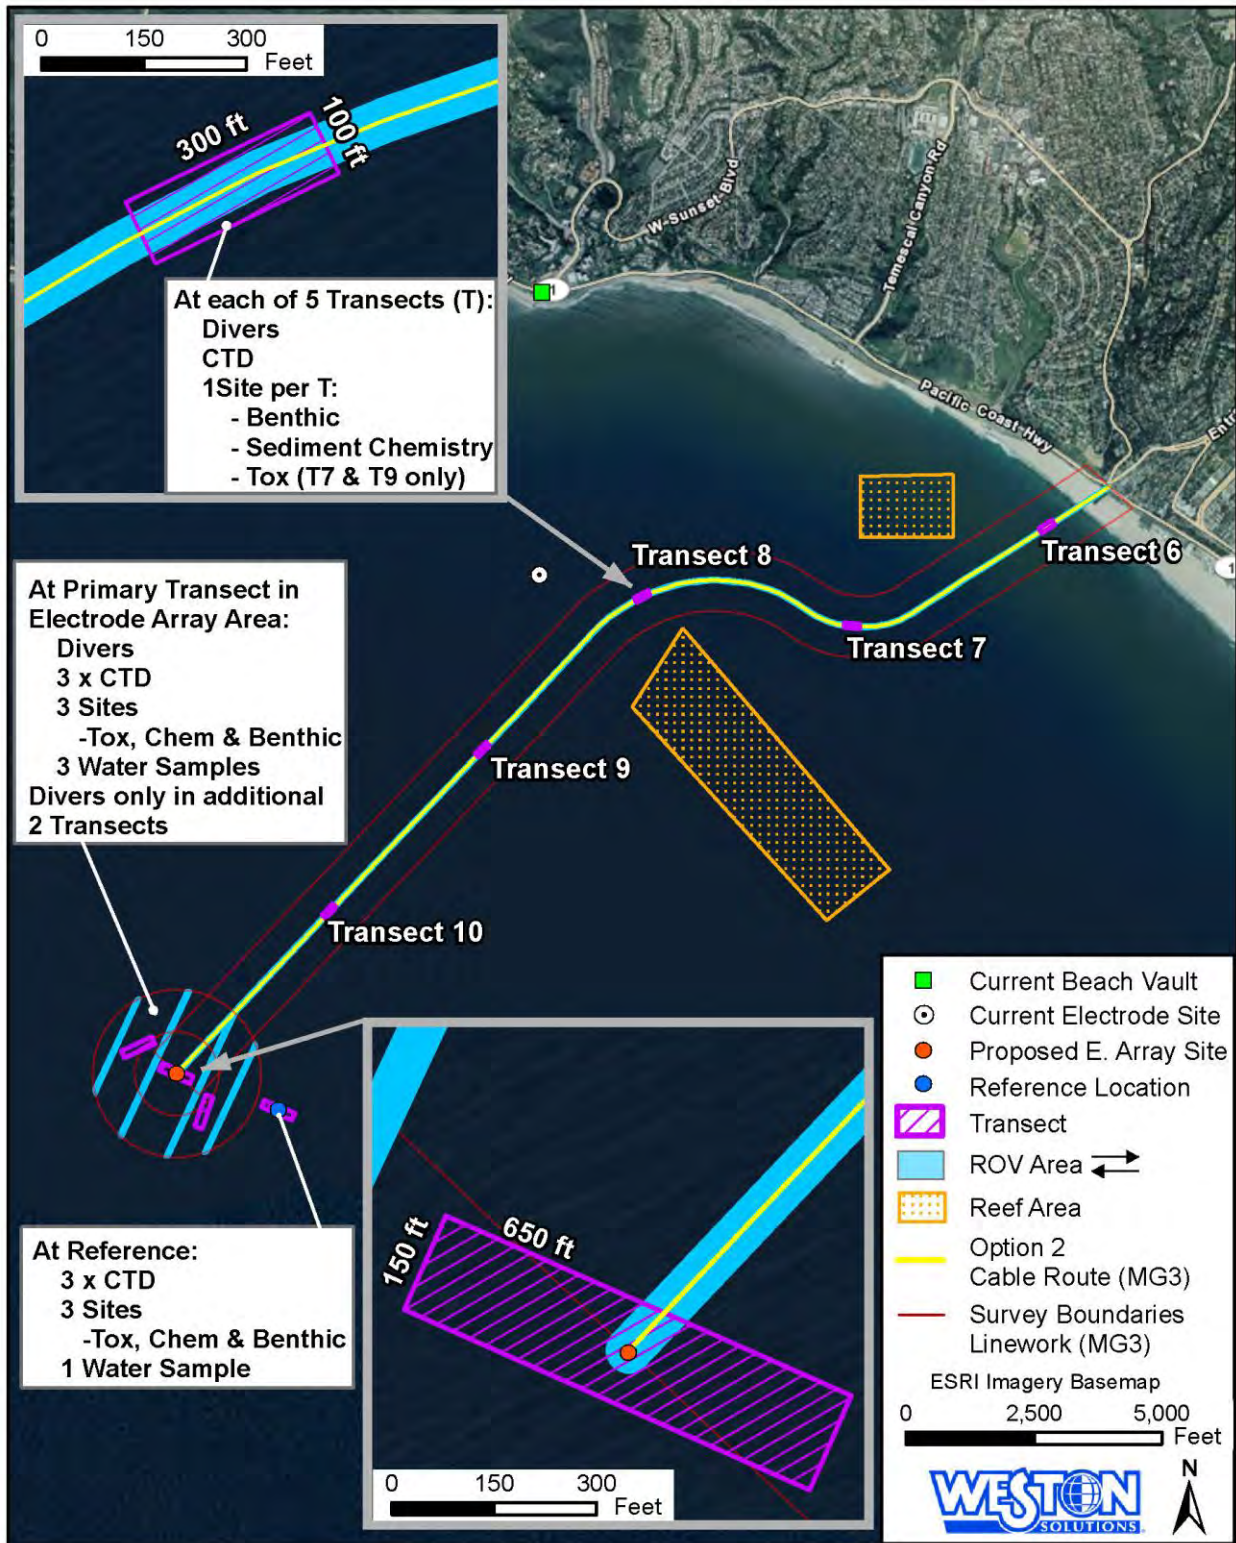 0 150 300
Feet
300 ft
100 ft
At each of 5 Transects (T):
Divers
CTD
1Site per T:
- Benthic
- Sediment Chemistry
- Tox (T7 & T9 only)
W-Sunset-Blvd
Temescal Canyon Rd
1
Pacific Coast Hwy
Entra
1
Transect 6
Transect 7
Transect 8
Transect 9
Transect 10
At Primary Transect in
Electrode Array Area:
Divers
3 x CTD
3 Sites
-Tox, Chem & Benthic
3 Water Samples
Divers only in additional
2 Transects
At Reference:
3 x CTD
3 Sites
-Tox, Chem & Benthic
1 Water Sample
150 ft
650 ft
0 150 300
Feet
Current Beach Vault
Current Electrode Site
Proposed E. Array Site
Reference Location
Transect
ROV Area
Reef Area
Option 2
Cable Route (MG3)
Survey Boundaries
Linework (MG3)
ESRI Imagery Basemap
0 2,500 5,000
Feet
WESTON
SOLUTIONS
N